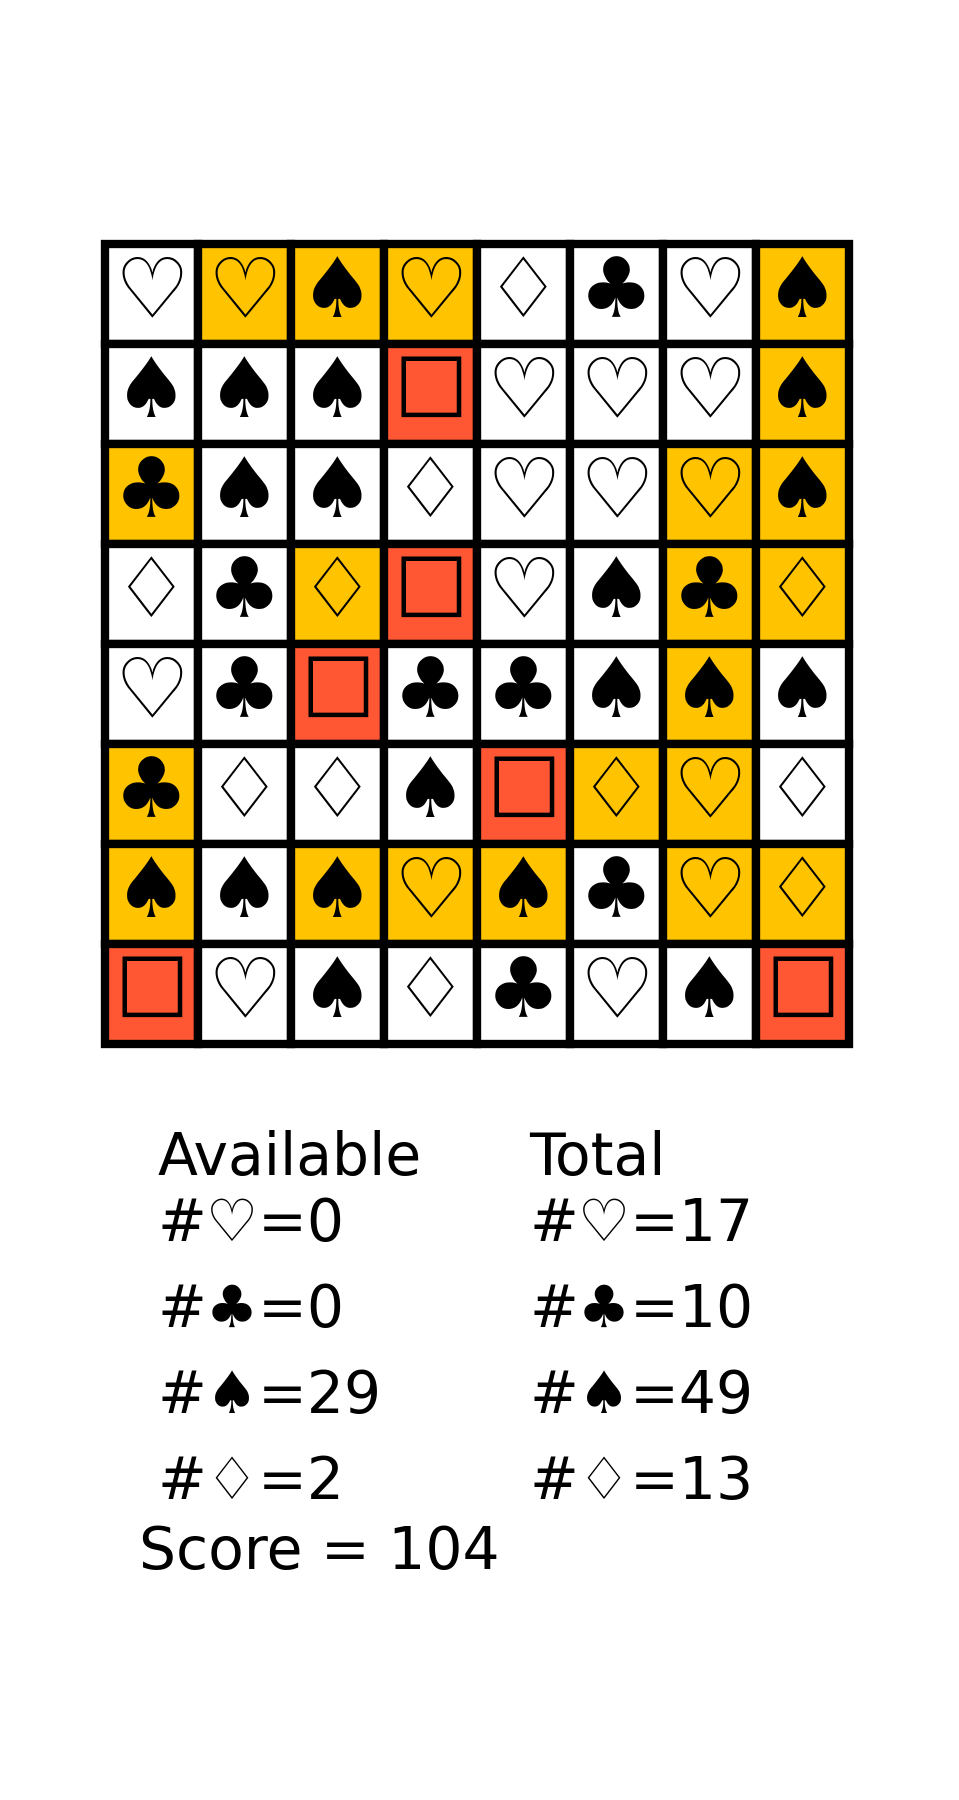 ♡ ♡ ♠ ♡ ♢ ♣ ♡ ♠
♠ ♠ ♠ □ ♡ ♡ ♡ ♠
♣ ♠ ♠ ♢ ♡ ♡ ♡ ♠
♢ ♣ ♢ □ ♡ ♠ ♣ ♢
♡ ♣ □ ♣ ♣ ♠ ♠ ♠
♣ ♢ ♢ ♠ □ ♢ ♡ ♢
♠ ♠ ♠ ♡ ♠ ♣ ♡ ♢
□ ♡ ♠ ♢ ♣ ♡ ♠ □
Available Total
#♡=0 #♡=17
#♣=0 #♣=10
#♠=29 #♠=49
#♢=2 #♢=13
Score = 104